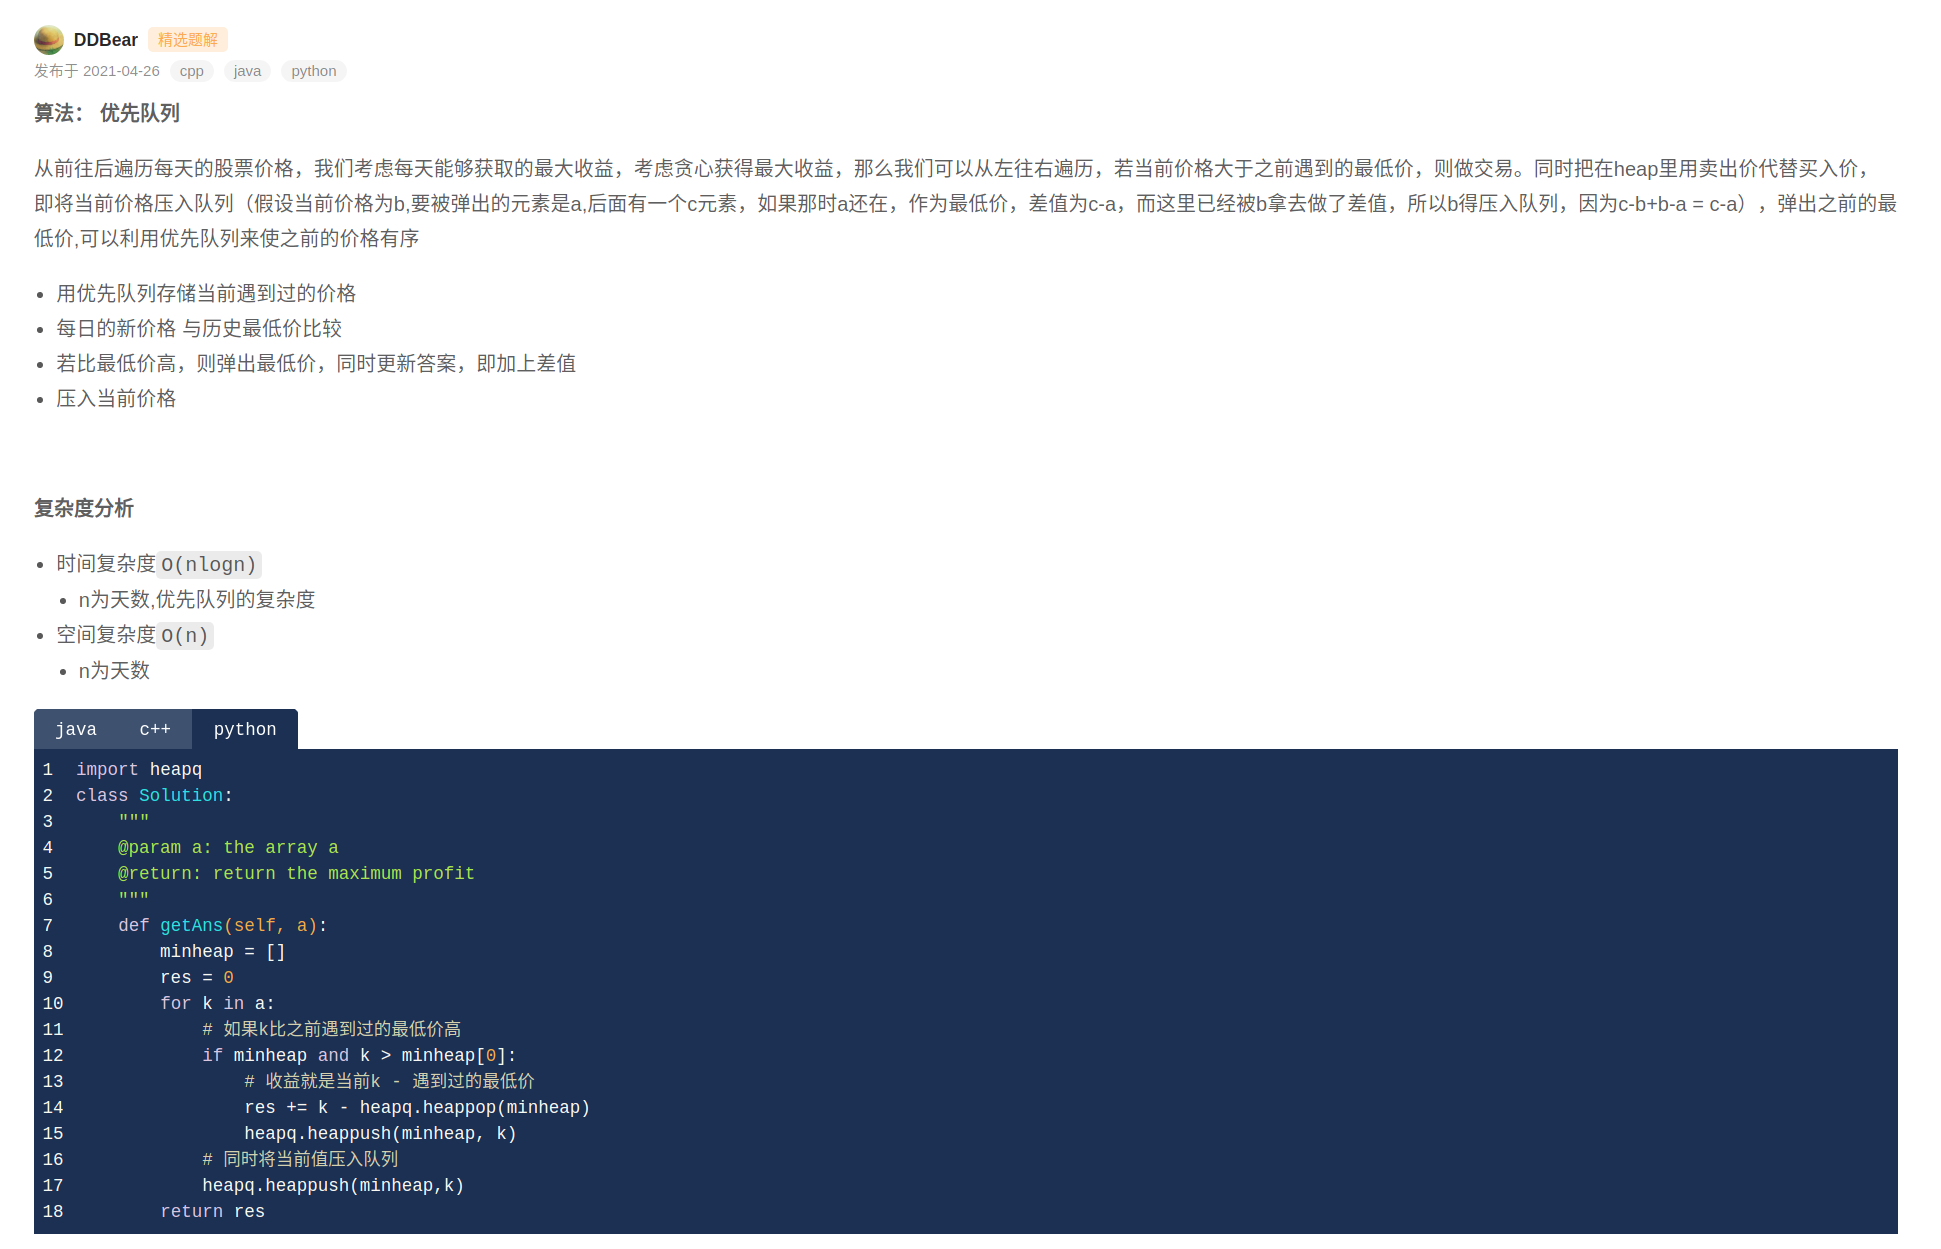 DDBear 精选题解
发布于 2021-04-26 cpp java python
算法： 优先队列
从前往后遍历每天的股票价格，我们考虑每天能够获取的最大收益，考虑贪心获得最大收益，那么我们可以从左往右遍历，若当前价格大于之前遇到的最低价，则做交易。同时把在heap里用卖出价代替买入价，
即将当前价格压入队列（假设当前价格为b,要被弹出的元素是a,后面有一个c元素，如果那时a还在，作为最低价，差值为c-a，而这里已经被b拿去做了差值，所以b得压入队列，因为c-b+b-a = c-a），弹出之前的最
低价,可以利用优先队列来使之前的价格有序
• 用优先队列存储当前遇到过的价格
• 每日的新价格 与历史最低价比较
• 若比最低价高，则弹出最低价，同时更新答案，即加上差值
• 压入当前价格
复杂度分析
• 时间复杂度O(nlogn)
• n为天数,优先队列的复杂度
• 空间复杂度O(n)
• n为天数
java c++ python
1 import heapq
2 class Solution:
3     """
4     @param a: the array a
5     @return: return the maximum profit
6     """
7     def getAns(self, a):
8         minheap = []
9         res = 0
10         for k in a:
11             # 如果k比之前遇到过的最低价高
12             if minheap and k > minheap[0]:
13                 # 收益就是当前k - 遇到过的最低价
14                 res += k - heapq.heappop(minheap)
15                 heapq.heappush(minheap, k)
16             # 同时将当前值压入队列
17             heapq.heappush(minheap,k)
18         return res